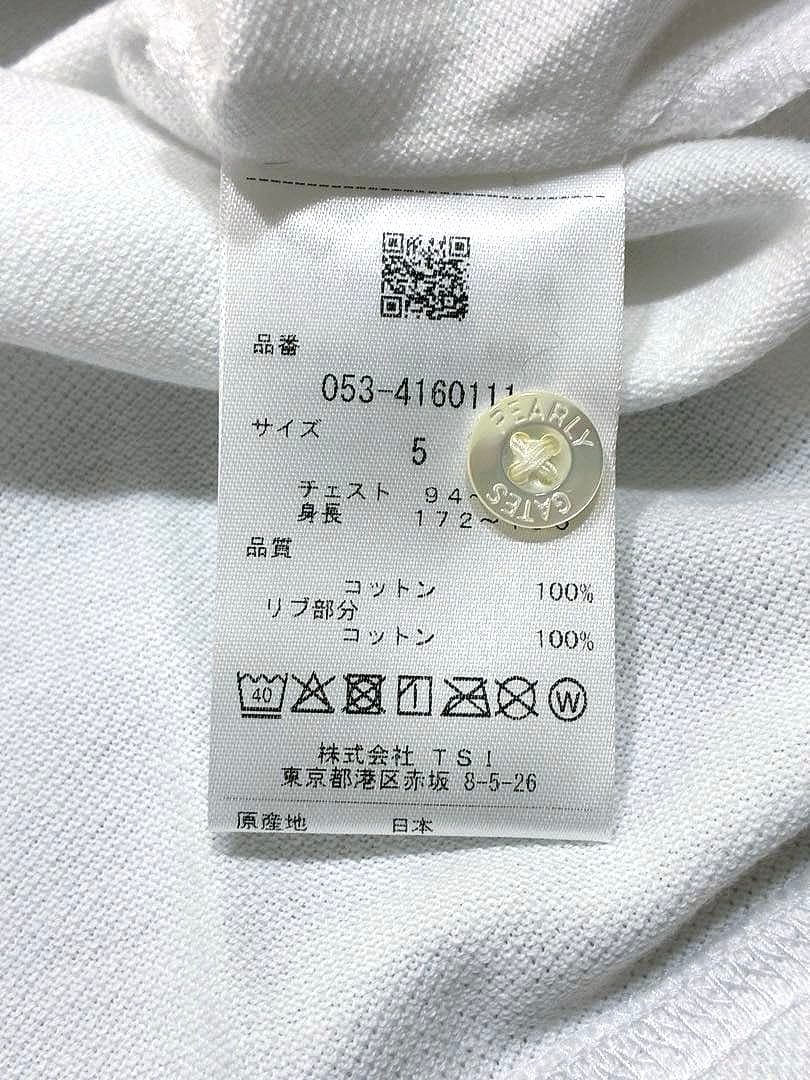 品番
053-4160111
サイズ
5
チェスト 94~
身長 172~
品質
コットン 100%
リブ部分
コットン 100%
40
W
株式会社 TSI
東京都港区赤坂 8-5-26
原産地 日本
PEARLY
GATES